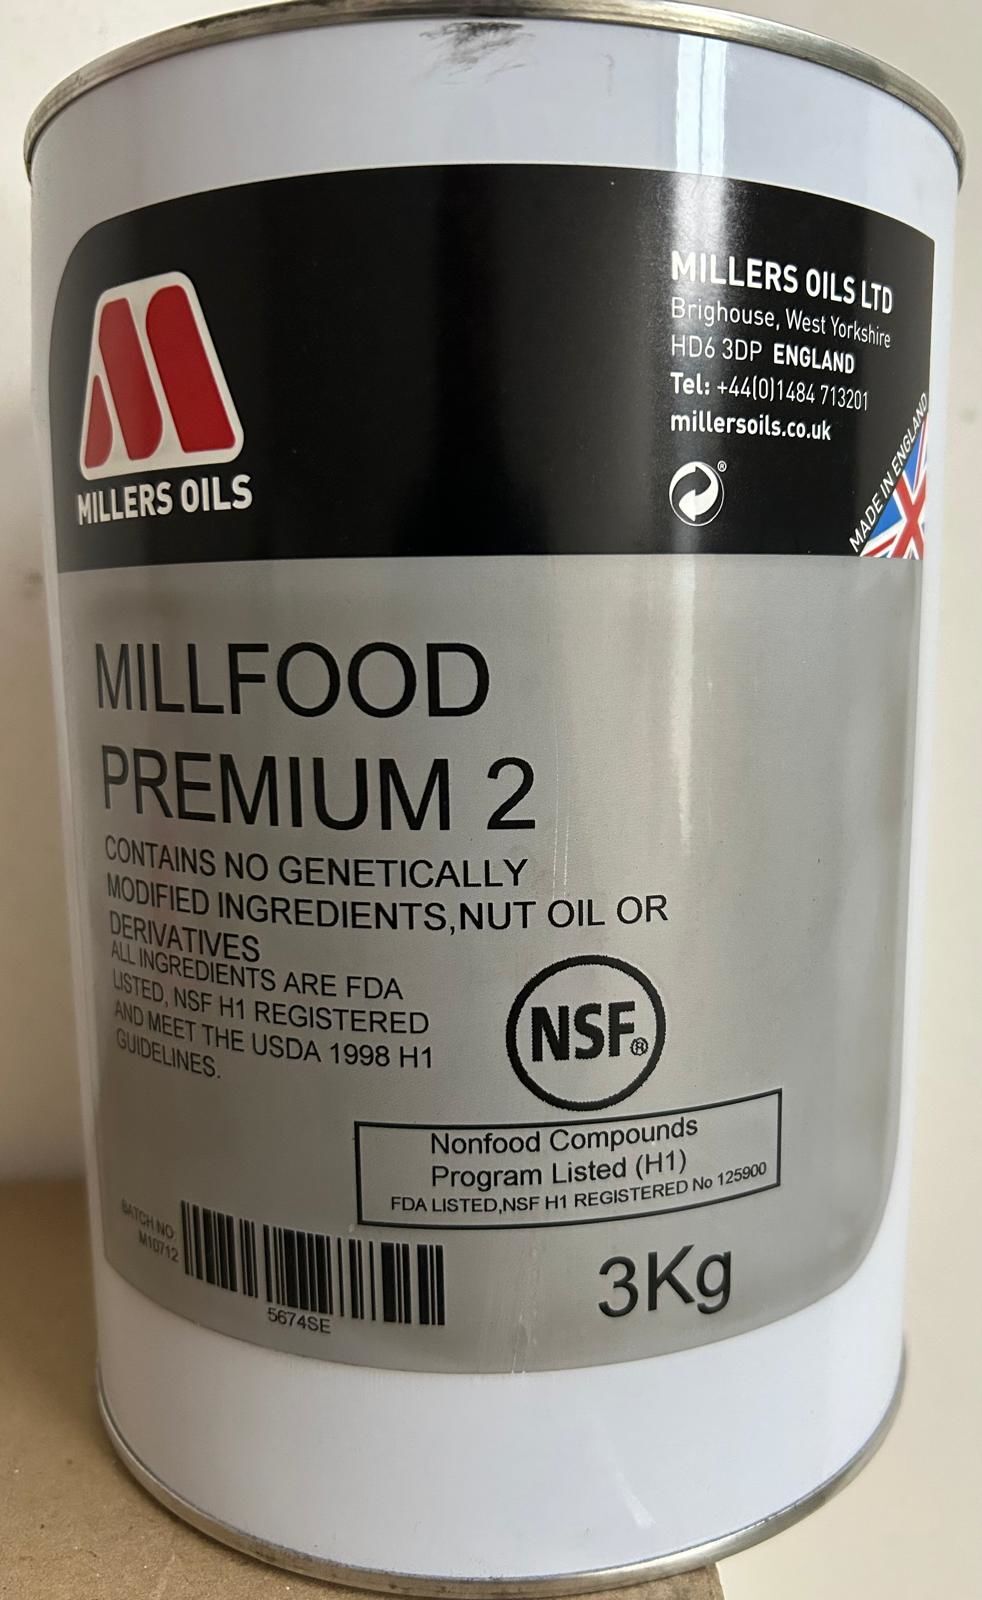 MILLERS OILS
MILLERS OILS LTD
Brighouse, West Yorkshire
HD6 3DP ENGLAND
Tel: +44(0)1484 713201
millersoils.co.uk
®
MADE IN ENGLAND
MILLFOOD
PREMIUM 2
CONTAINS NO GENETICALLY
MODIFIED INGREDIENTS,NUT OIL OR
DERIVATIVES
ALL INGREDIENTS ARE FDA
LISTED, NSF H1 REGISTERED
AND MEET THE USDA 1998 H1
GUIDELINES.
NSF®
Nonfood Compounds
Program Listed (H1)
FDA LISTED,NSF H1 REGISTERED No 125900
BATCH NO:
M10712
5674SE
3Kg